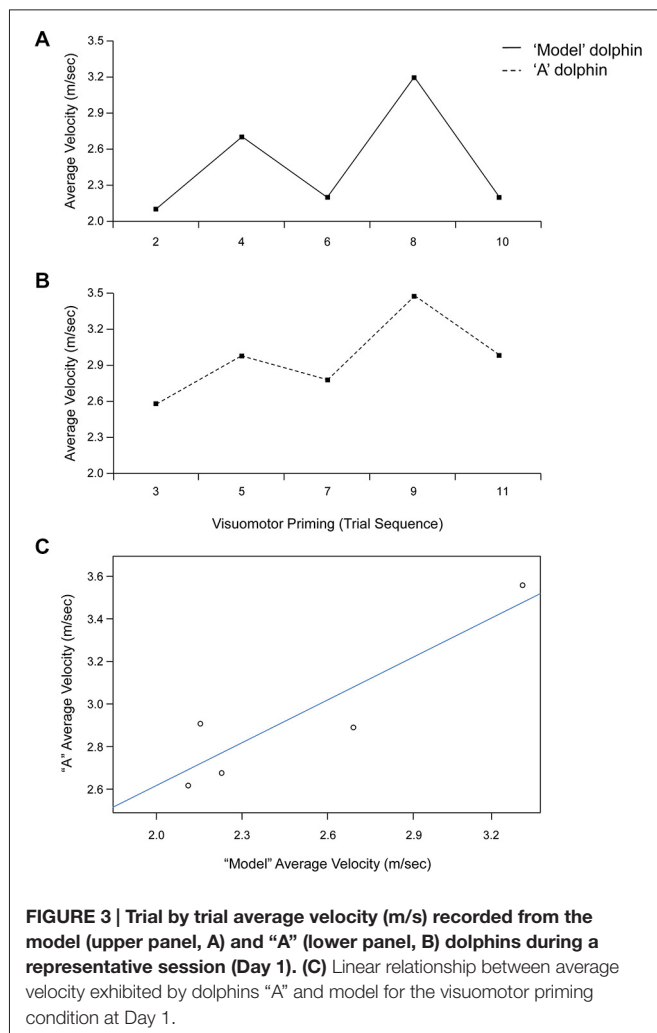 A
3.5
3.2
2.9
2.6
2.3
2.0
Average Velocity (m/sec)
2 4 6 8 10
'Model' dolphin
'A' dolphin
B
3.5
3.2
2.9
2.6
2.3
2.0
Average Velocity (m/sec)
3 5 7 9 11
Visuomotor Priming (Trial Sequence)
C
3.6
3.4
3.2
3.0
2.8
2.6
"A" Average Velocity (m/sec)
2.0 2.3 2.6 2.9 3.2
"Model" Average Velocity (m/sec)
FIGURE 3 | Trial by trial average velocity (m/s) recorded from the
model (upper panel, A) and "A" (lower panel, B) dolphins during a
representative session (Day 1). (C) Linear relationship between average
velocity exhibited by dolphins "A" and model for the visuomotor priming
condition at Day 1.